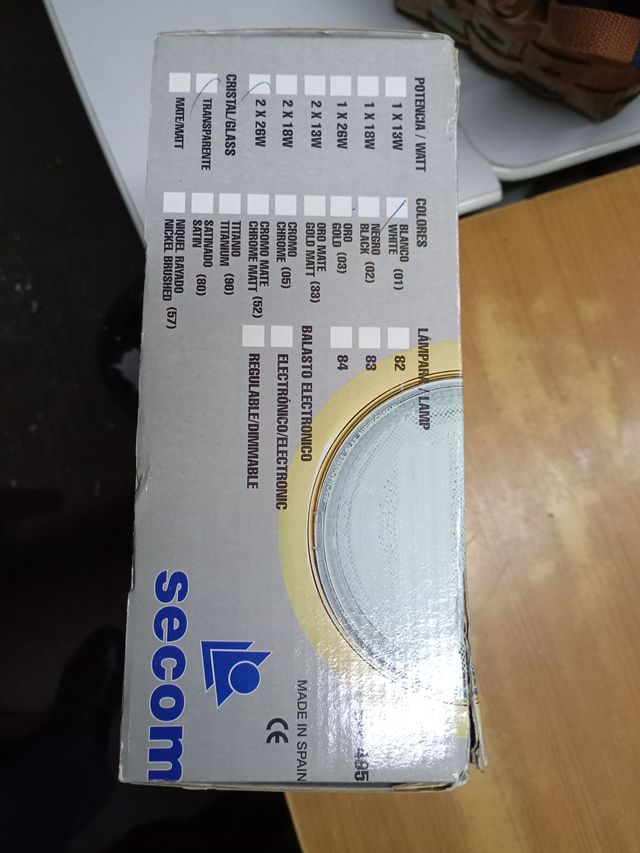 POTENCIA / WATT
1 X 13W
1 X 18W
1 X 26W
2 X 13W
2 X 18W
2 X 26W
CRISTAL/GLASS
TRANSPARENTE
MATE/MATT
COLORES
BLANCO (01)
WHITE
NEGRO (02)
BLACK
ORO (03)
GOLD
ORO MATE (33)
GOLD MATT
CROMO (05)
CHROME
CROMO MATE (52)
CHROME MATT
TITANIO (90)
TITANIUM
SATINADO (80)
SATIN
NIQUEL RAYADO (57)
NICKEL BRUSHED
LÁMPARA / LAMP
82
83
84
BALASTO ELECTRONICO
ELECTRÓNICO/ELECTRONIC
REGULABLE/DIMMABLE
495
MADE IN SPAIN
CE
secom